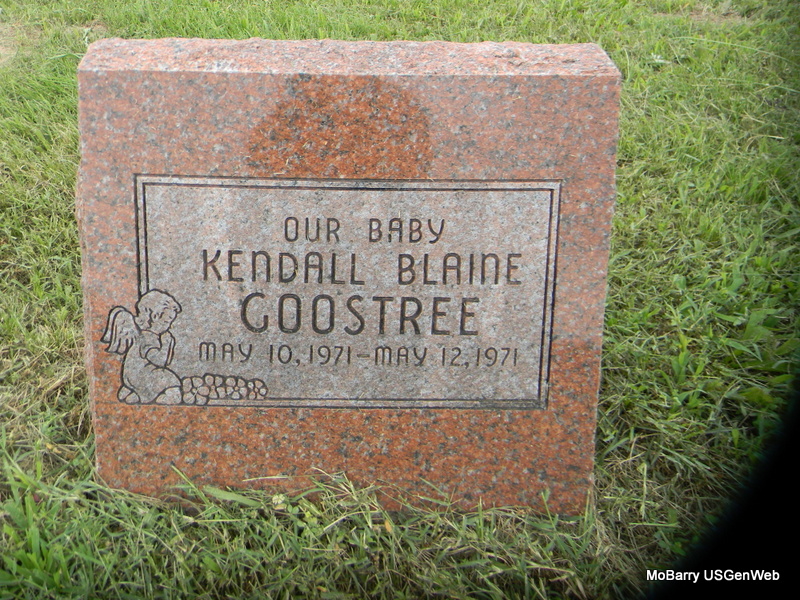 OUR BABY
KENDALL BLAINE
GOOSTREE
MAY 10, 1971 – MAY 12, 1971
MoBarry USGenWeb